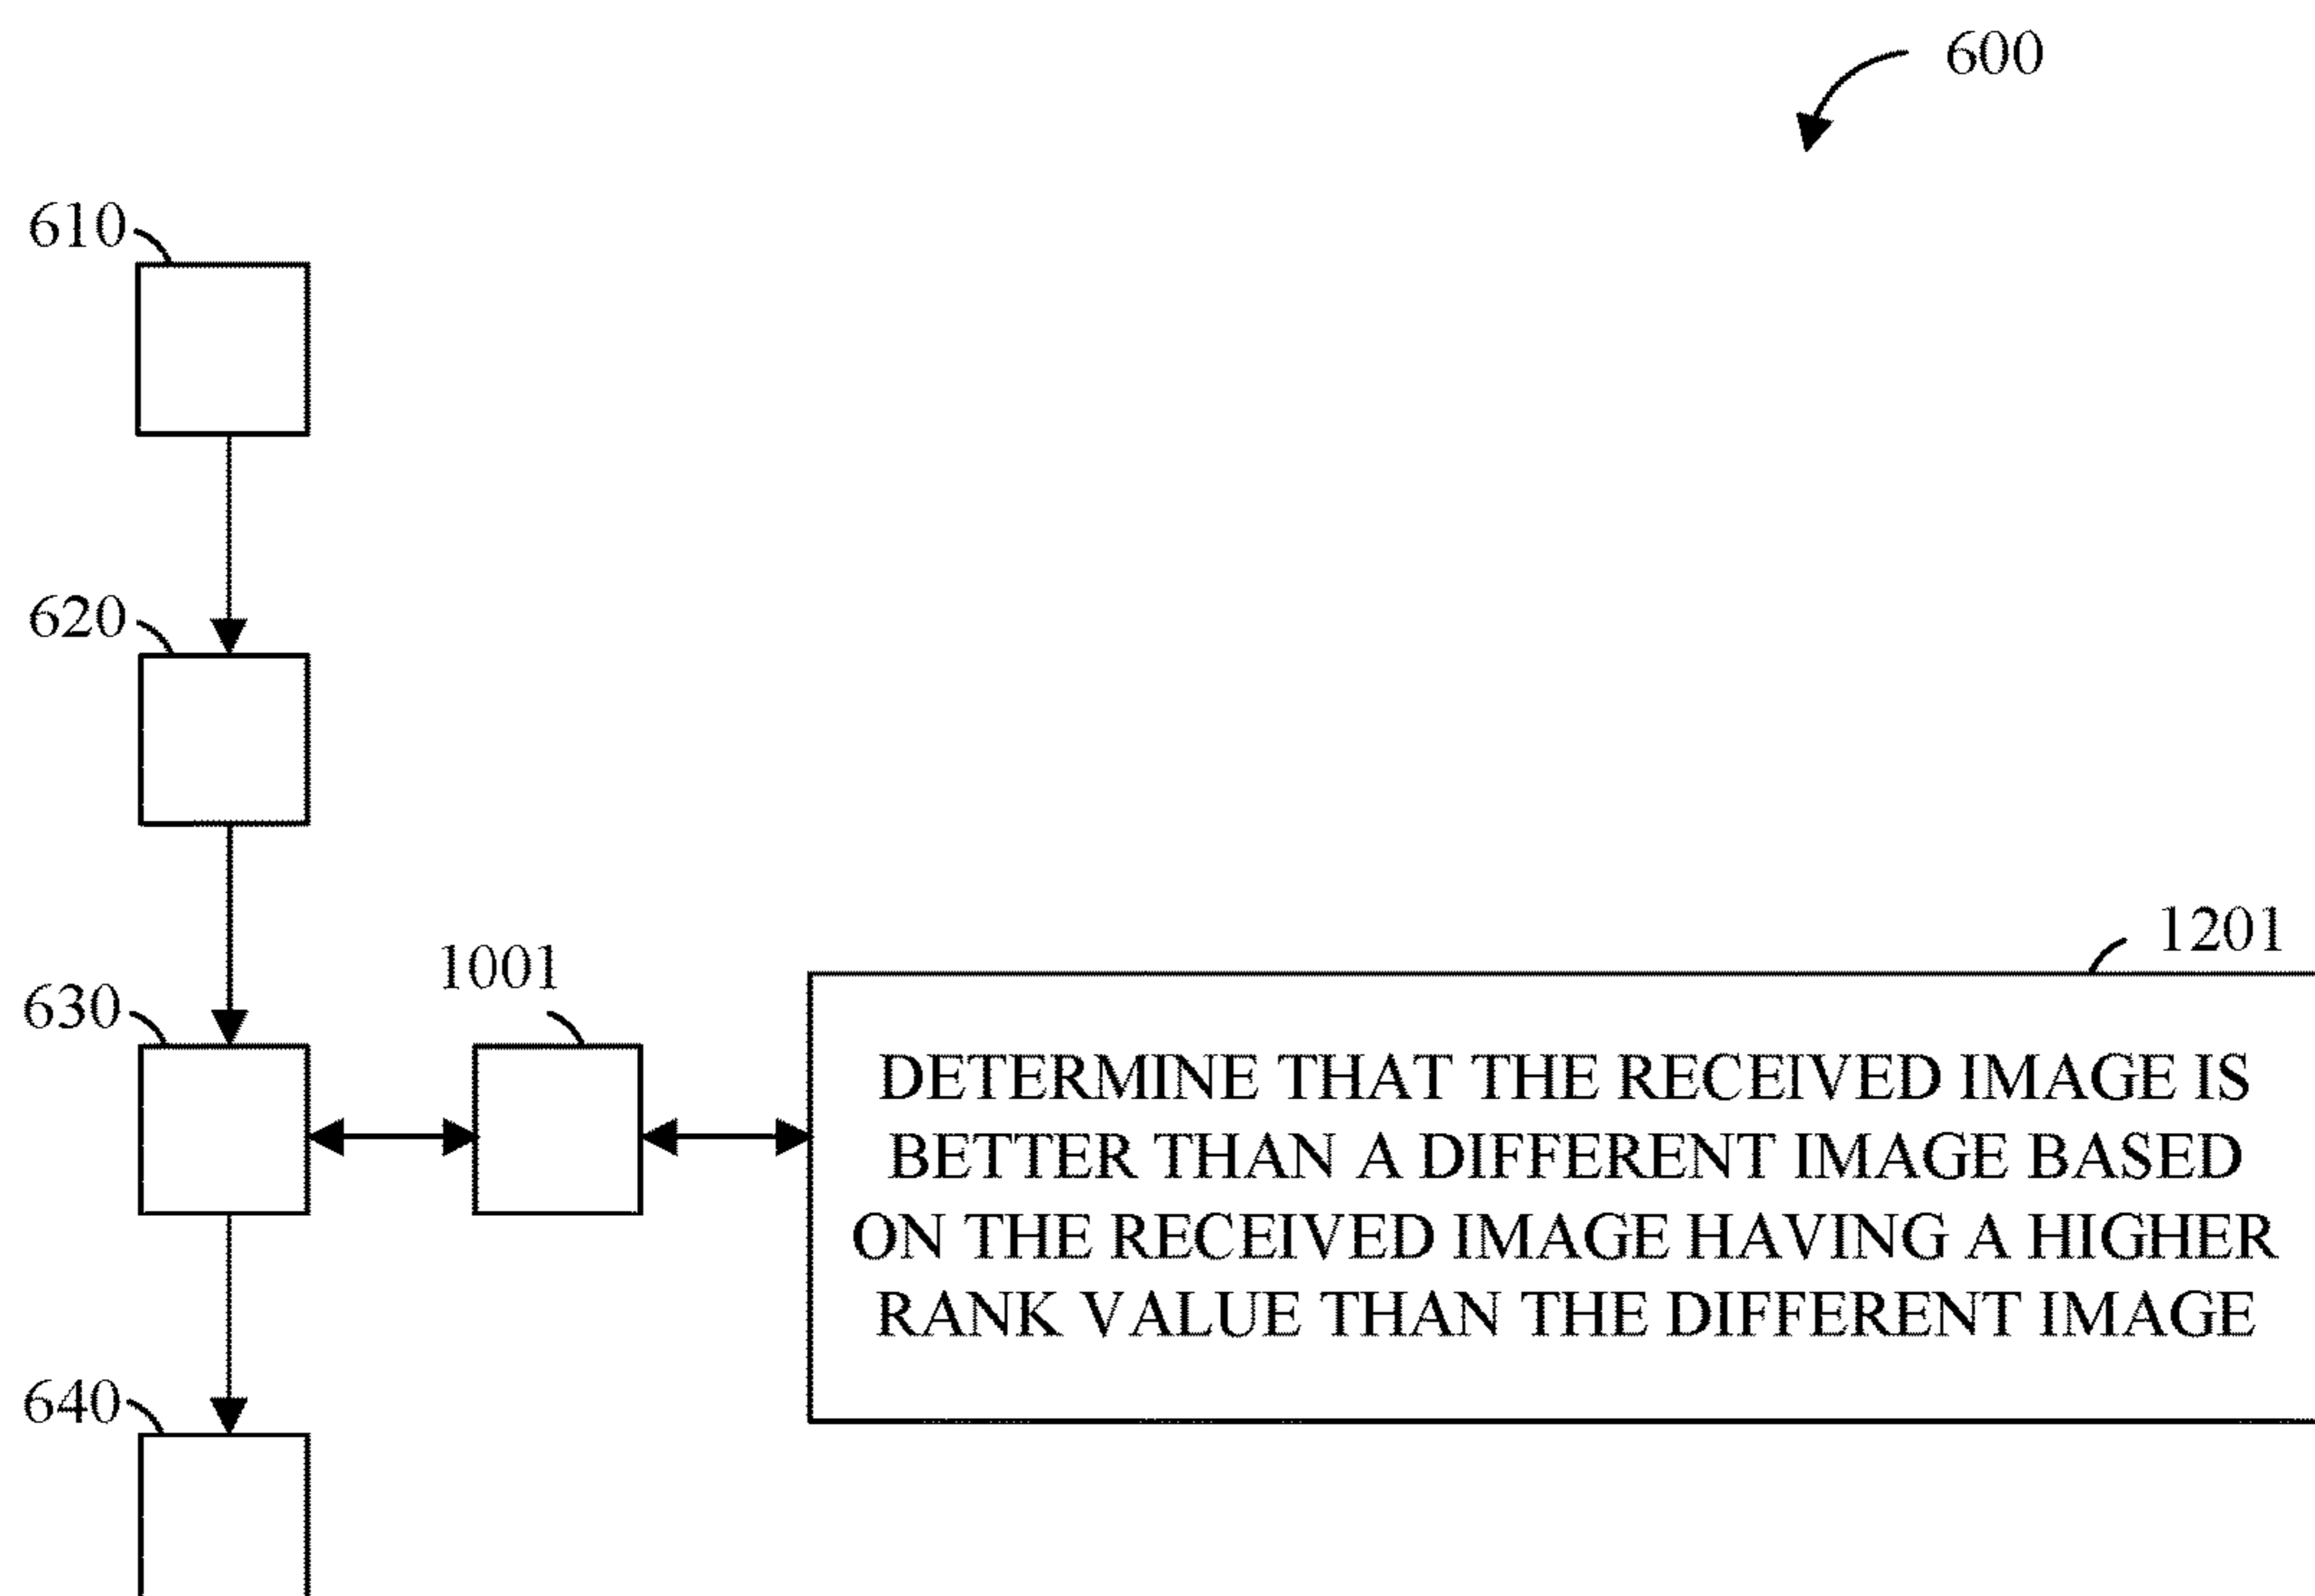 600
610
620
630
1001
1201
DETERMINE THAT THE RECEIVED IMAGE IS
BETTER THAN A DIFFERENT IMAGE BASED
ON THE RECEIVED IMAGE HAVING A HIGHER
RANK VALUE THAN THE DIFFERENT IMAGE
640